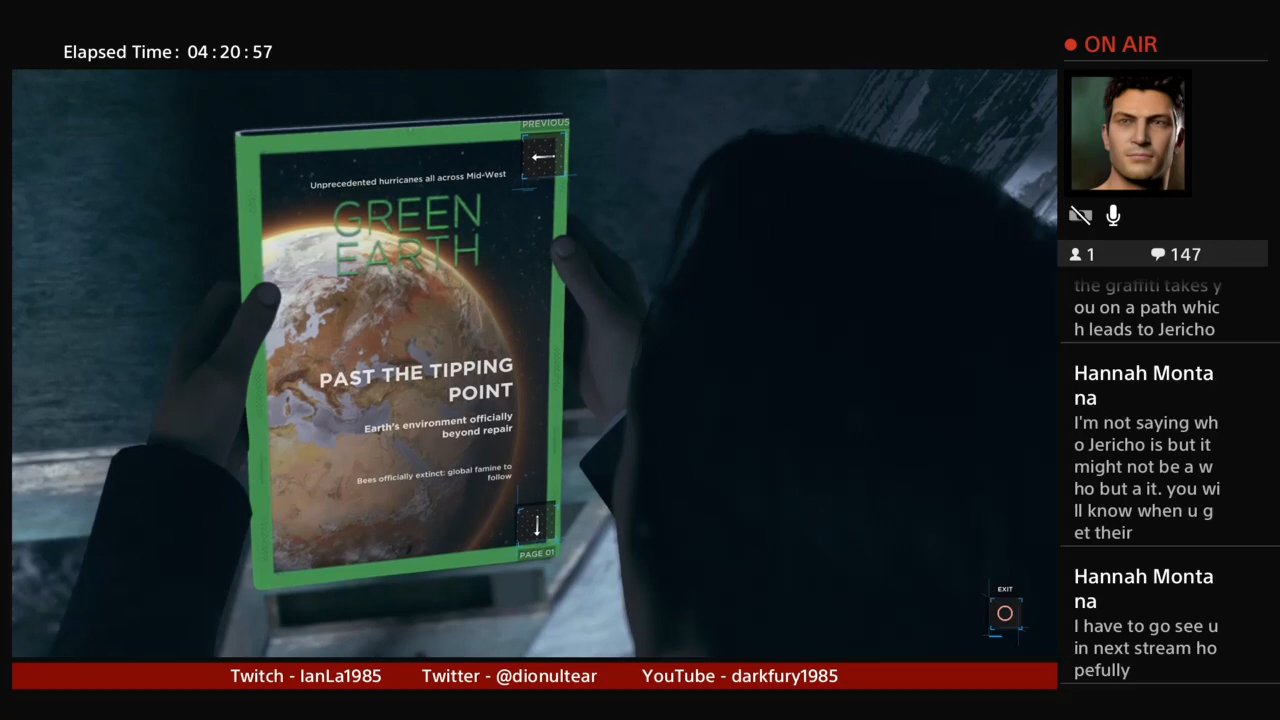 Elapsed Time: 04:20:57
ON AIR
PREVIOUS
Unprecedented hurricanes all across Mid-West
GREEN
EARTH
PAST THE TIPPING
POINT
Earth's environment officially
beyond repair
Bees officially extinct: global famine to
follow
PAGE 01
EXIT
1 147
the graffiti takes y
ou on a path whic
h leads to Jericho
Hannah Monta
na
I'm not saying wh
o Jericho is but it
might not be a w
ho but a it. you wi
ll know when u g
et their
Hannah Monta
na
I have to go see u
in next stream ho
pefully
Twitch - IanLa1985 Twitter - @dionultear YouTube - darkfury1985